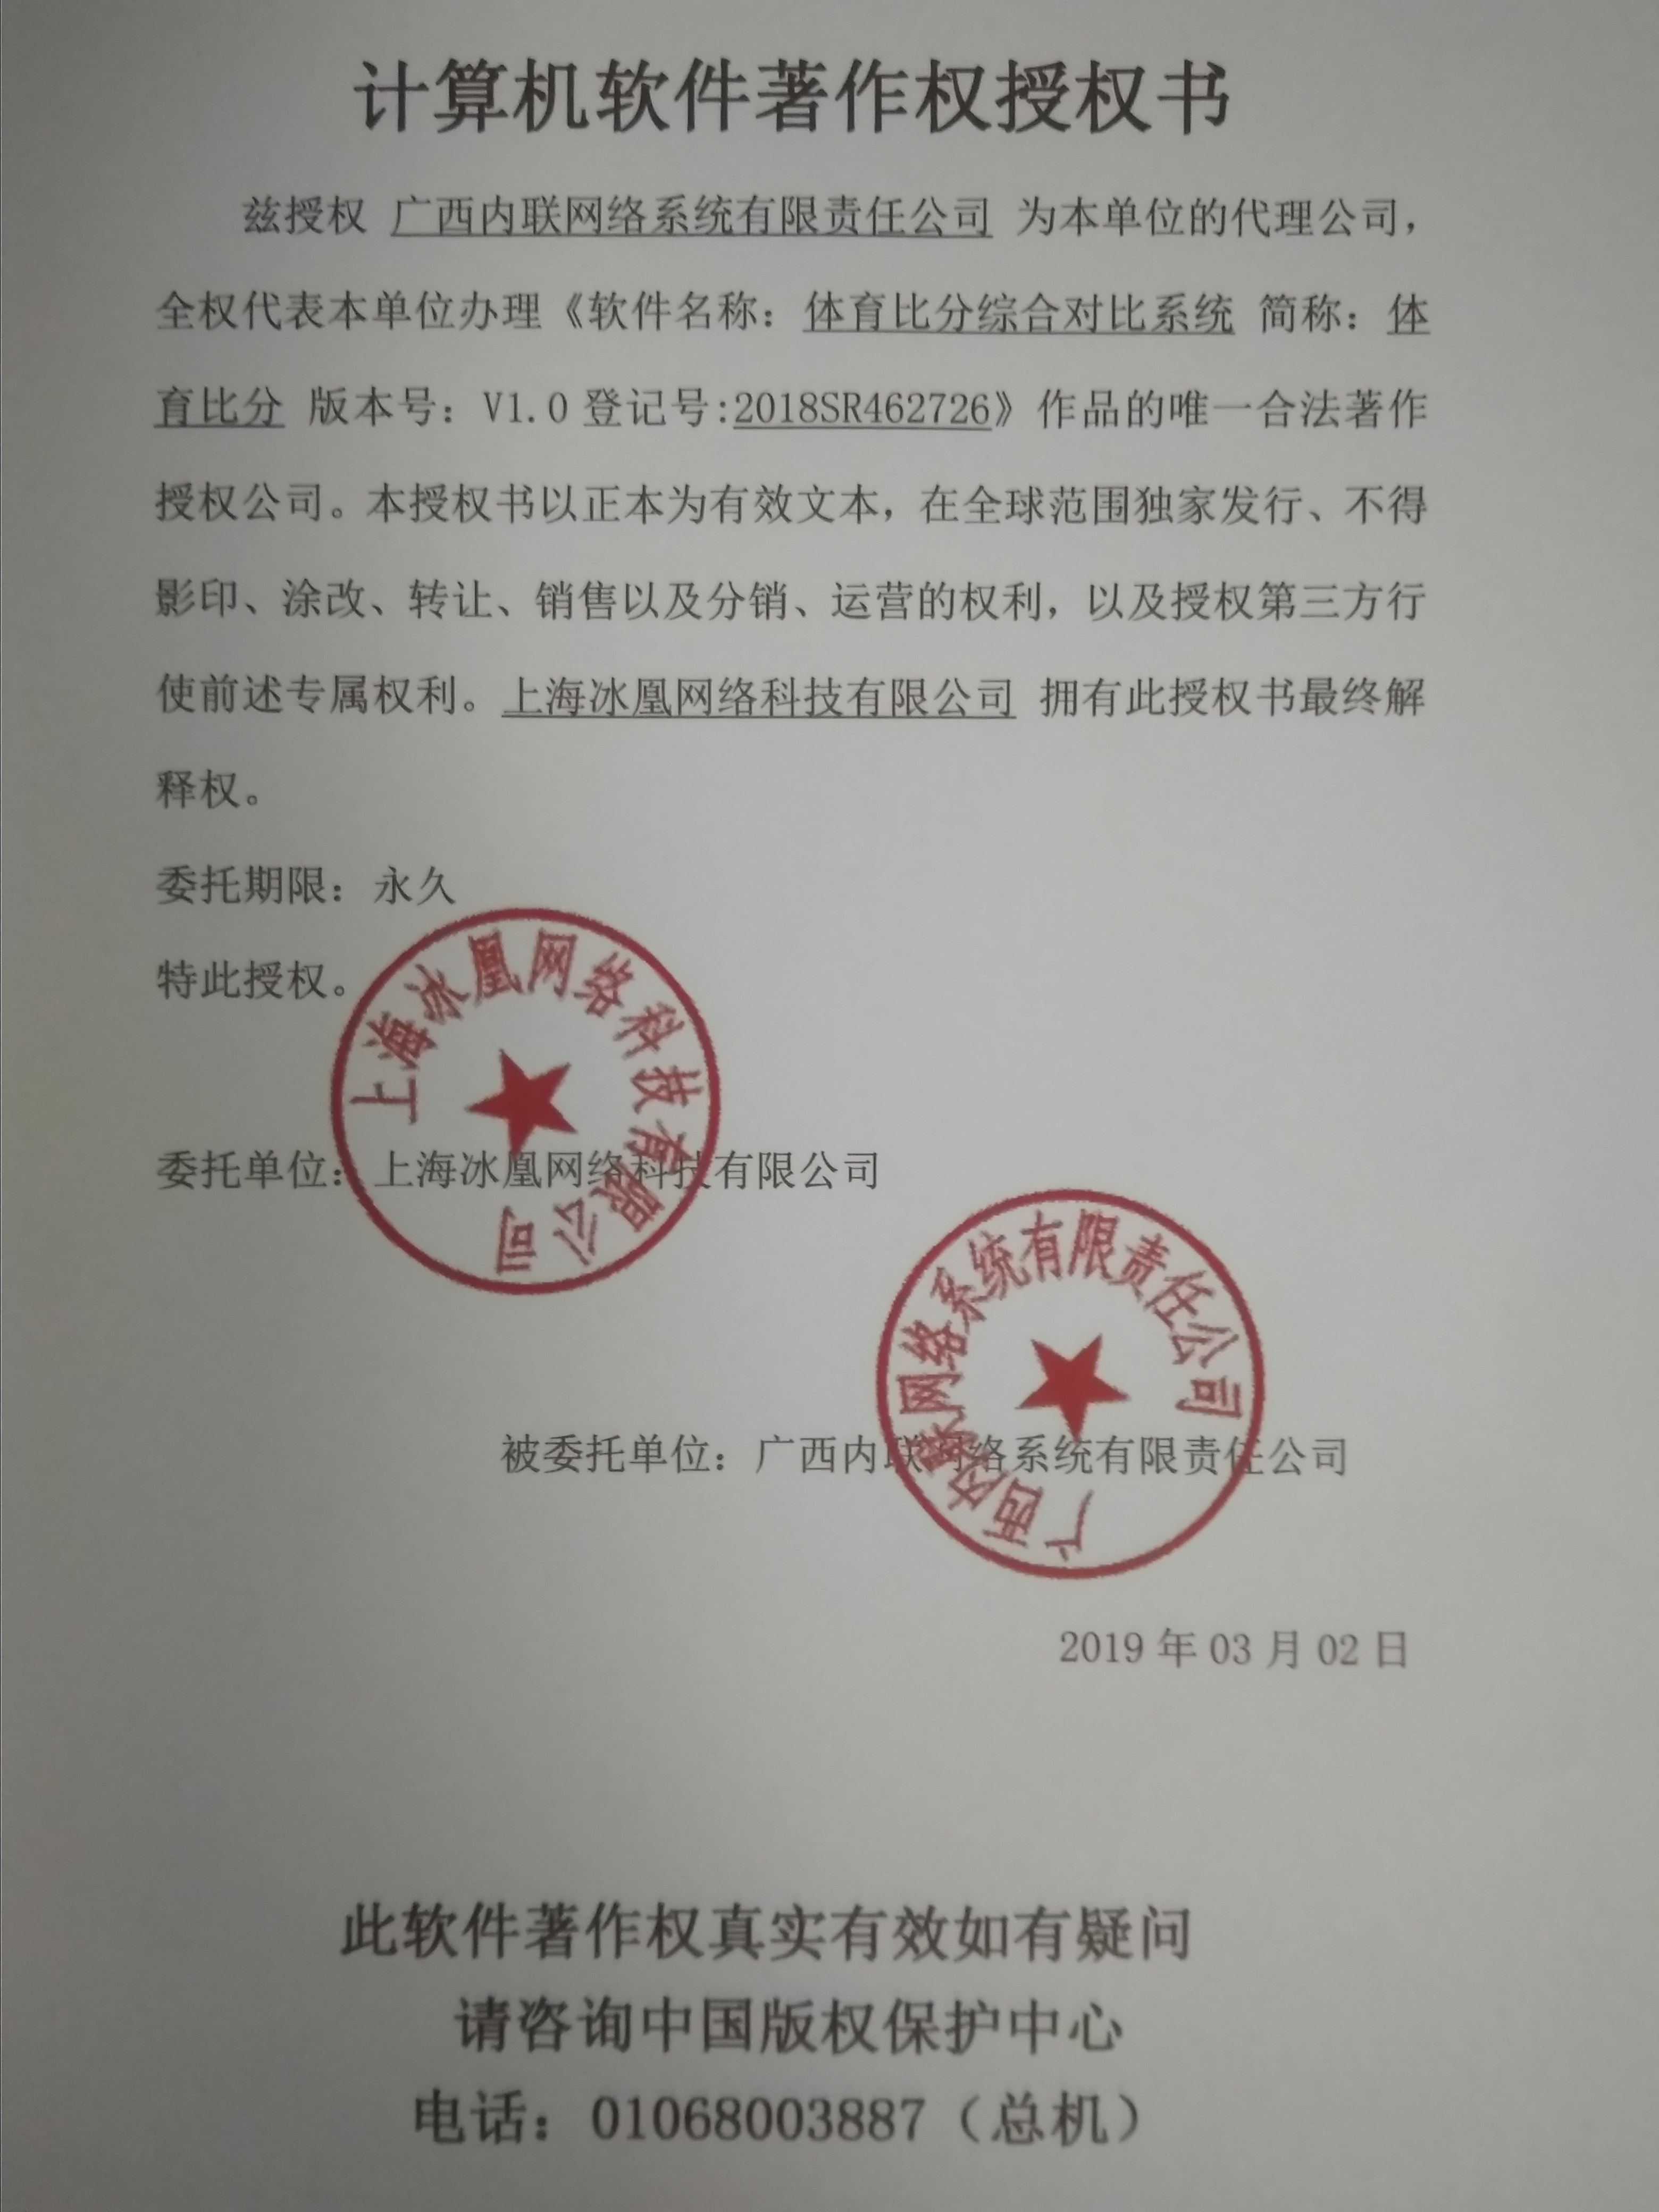 计算机软件著作权授权书
兹授权 广西内联网络系统有限责任公司 为本单位的代理公司，
全权代表本单位办理《软件名称：体育比分综合对比系统 简称：体
育比分 版本号：V1.0 登记号:2018SR462726》作品的唯一合法著作
授权公司。本授权书以正本为有效文本，在全球范围独家发行、不得
影印、涂改、转让、销售以及分销、运营的权利，以及授权第三方行
使前述专属权利。上海冰凰网络科技有限公司 拥有此授权书最终解
释权。
委托期限：永久
特此授权。
上海冰凰网络科技有限公司
委托单位：上海冰凰网络科技有限公司
广西内联网络系统有限责任公司
被委托单位：广西内联网络系统有限责任公司
2019 年 03 月 02 日
此软件著作权真实有效如有疑问
请咨询中国版权保护中心
电话：01068003887（总机）